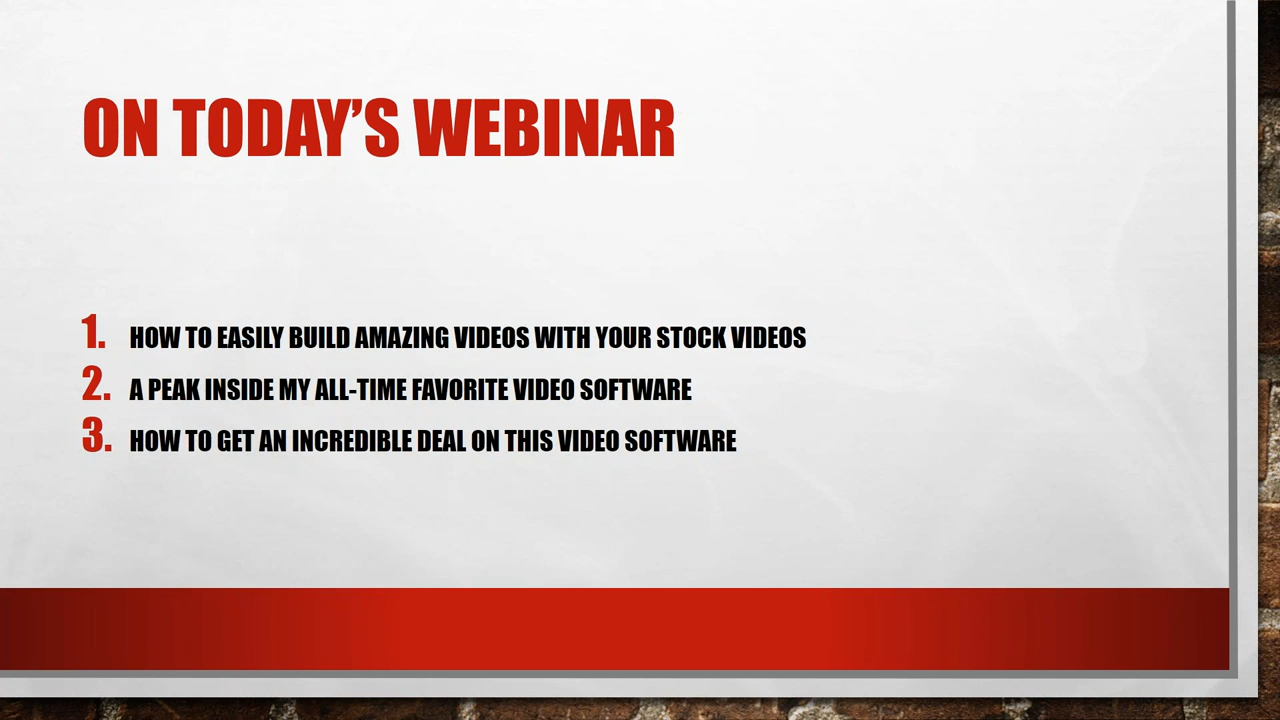 ON TODAY’S WEBINAR
1. HOW TO EASILY BUILD AMAZING VIDEOS WITH YOUR STOCK VIDEOS
2. A PEAK INSIDE MY ALL-TIME FAVORITE VIDEO SOFTWARE
3. HOW TO GET AN INCREDIBLE DEAL ON THIS VIDEO SOFTWARE